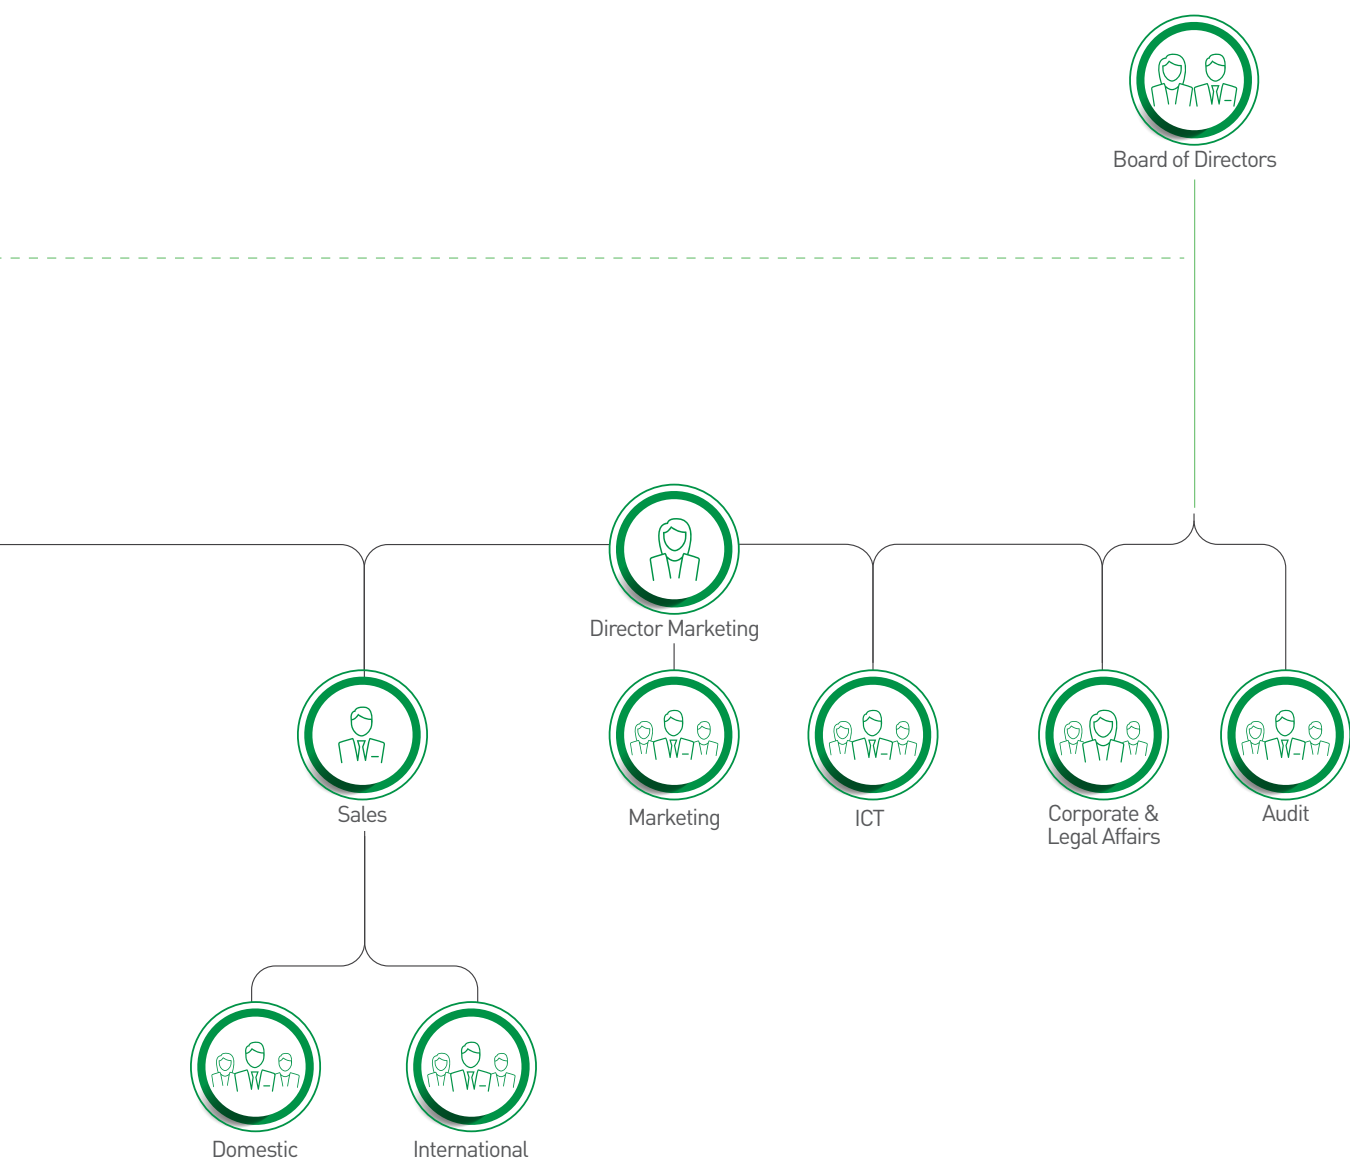 Board of Directors
Director Marketing
Sales
Marketing
ICT
Corporate &
Legal Affairs
Audit
Domestic
International